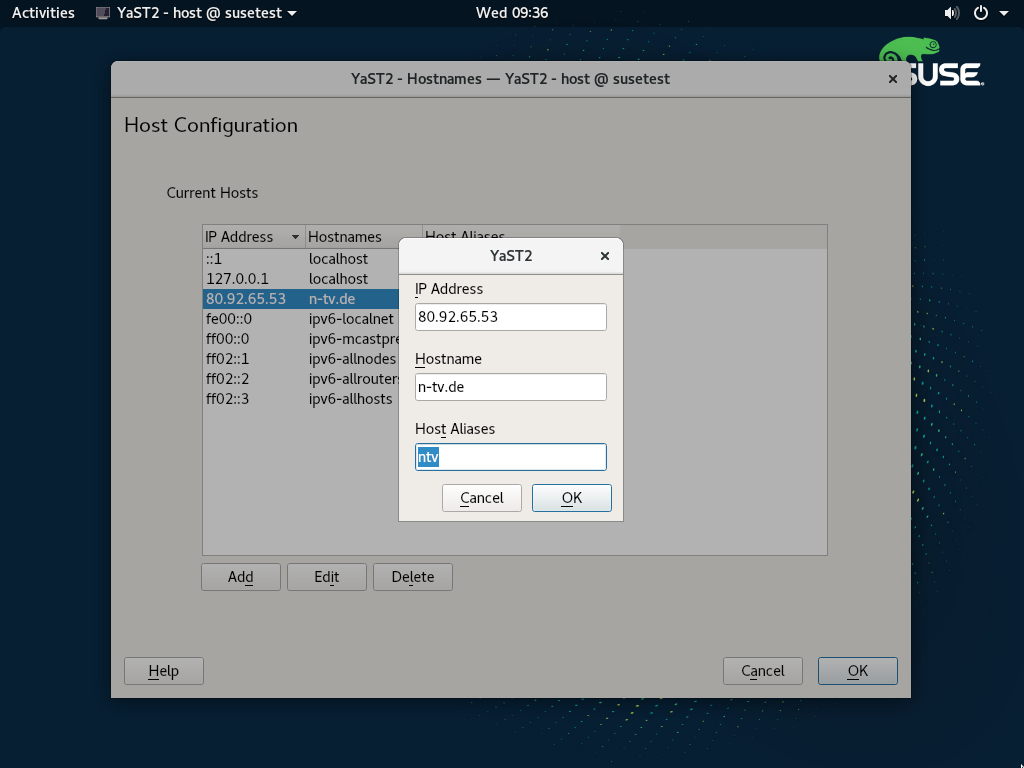 Activities YaST2 - host @ susetest Wed 09:36
SUSE
YaST2 - Hostnames — YaST2 - host @ susetest
Host Configuration
Current Hosts
IP Address Hostnames Host Aliases
::1 localhost
127.0.0.1 localhost
80.92.65.53 n-tv.de
fe00::0 ipv6-localnet
ff00::0 ipv6-mcastpre
ff02::1 ipv6-allnodes
ff02::2 ipv6-allrouters
ff02::3 ipv6-allhosts
YaST2
IP Address
80.92.65.53
Hostname
n-tv.de
Host Aliases
ntv
Cancel OK
Add Edit Delete
Help Cancel OK